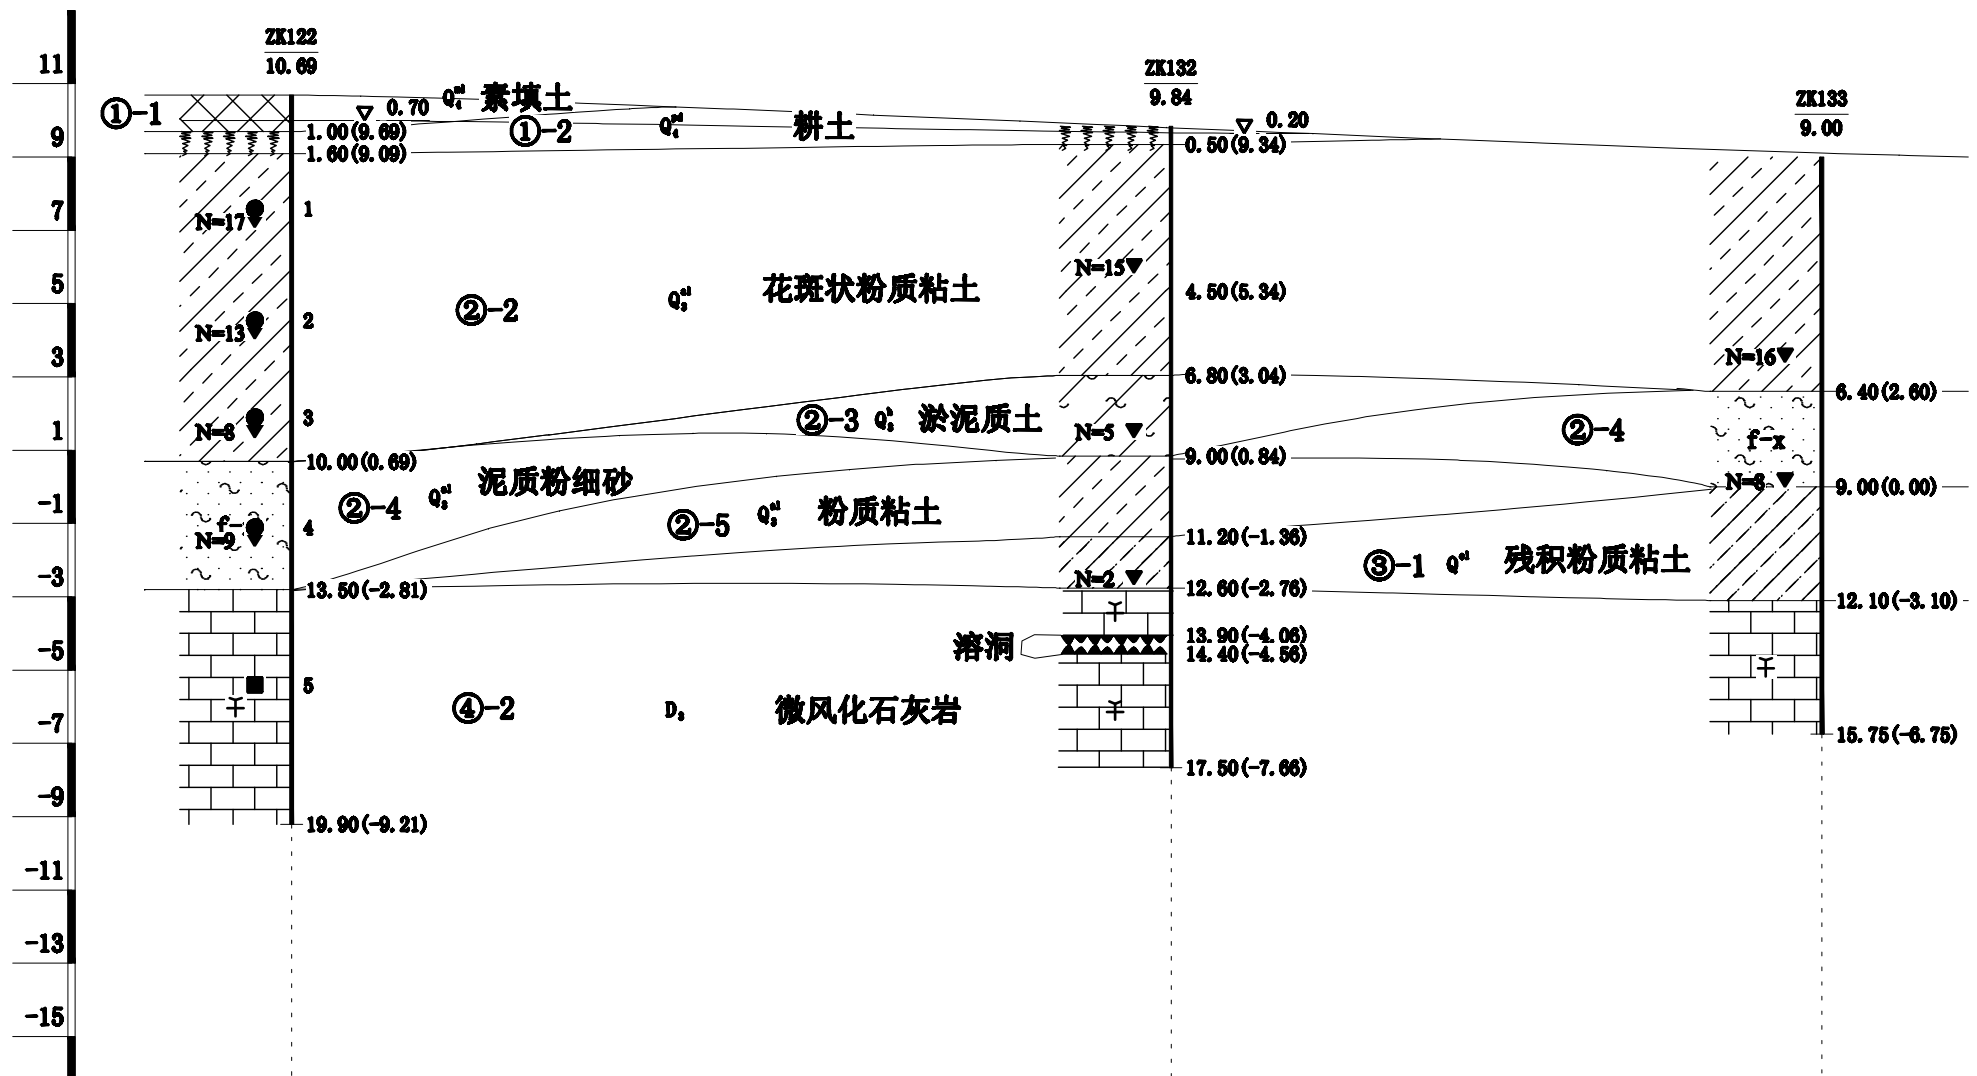 ZK122
10.69
ZK132
9.84
ZK133
9.00
11
9
7
5
3
1
-1
-3
-5
-7
-9
-11
-13
-15
①-1
0.70
素填土
1.00(9.69)
①-2
耕土
1.60(9.09)
0.20
0.50(9.34)
N=17
1
N=13
2
N=8
3
②-2
花斑状粉质粘土
N=15
4.50(5.34)
N=16
6.80(3.04)
6.40(2.60)
②-3
淤泥质土
N=5
②-4
f-x
10.00(0.69)
9.00(0.84)
泥质粉细砂
②-4
N=8
9.00(0.00)
f-
N=9
4
②-5
粉质粘土
11.20(-1.36)
③-1
残积粉质粘土
13.50(-2.81)
N=2
12.60(-2.76)
12.10(-3.10)
溶洞
13.90(-4.06)
14.40(-4.56)
5
④-2
微风化石灰岩
15.75(-6.75)
17.50(-7.66)
19.90(-9.21)